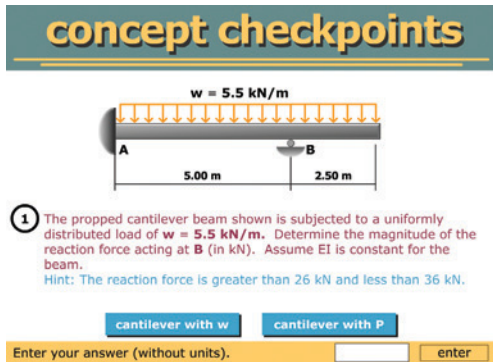 concept checkpoints
w = 5.5 kN/m
A
B
5.00 m
2.50 m
1
The propped cantilever beam shown is subjected to a uniformly
distributed load of w = 5.5 kN/m. Determine the magnitude of the
reaction force acting at B (in kN). Assume EI is constant for the
beam.
Hint: The reaction force is greater than 26 kN and less than 36 kN.
cantilever with w
cantilever with P
Enter your answer (without units).
enter